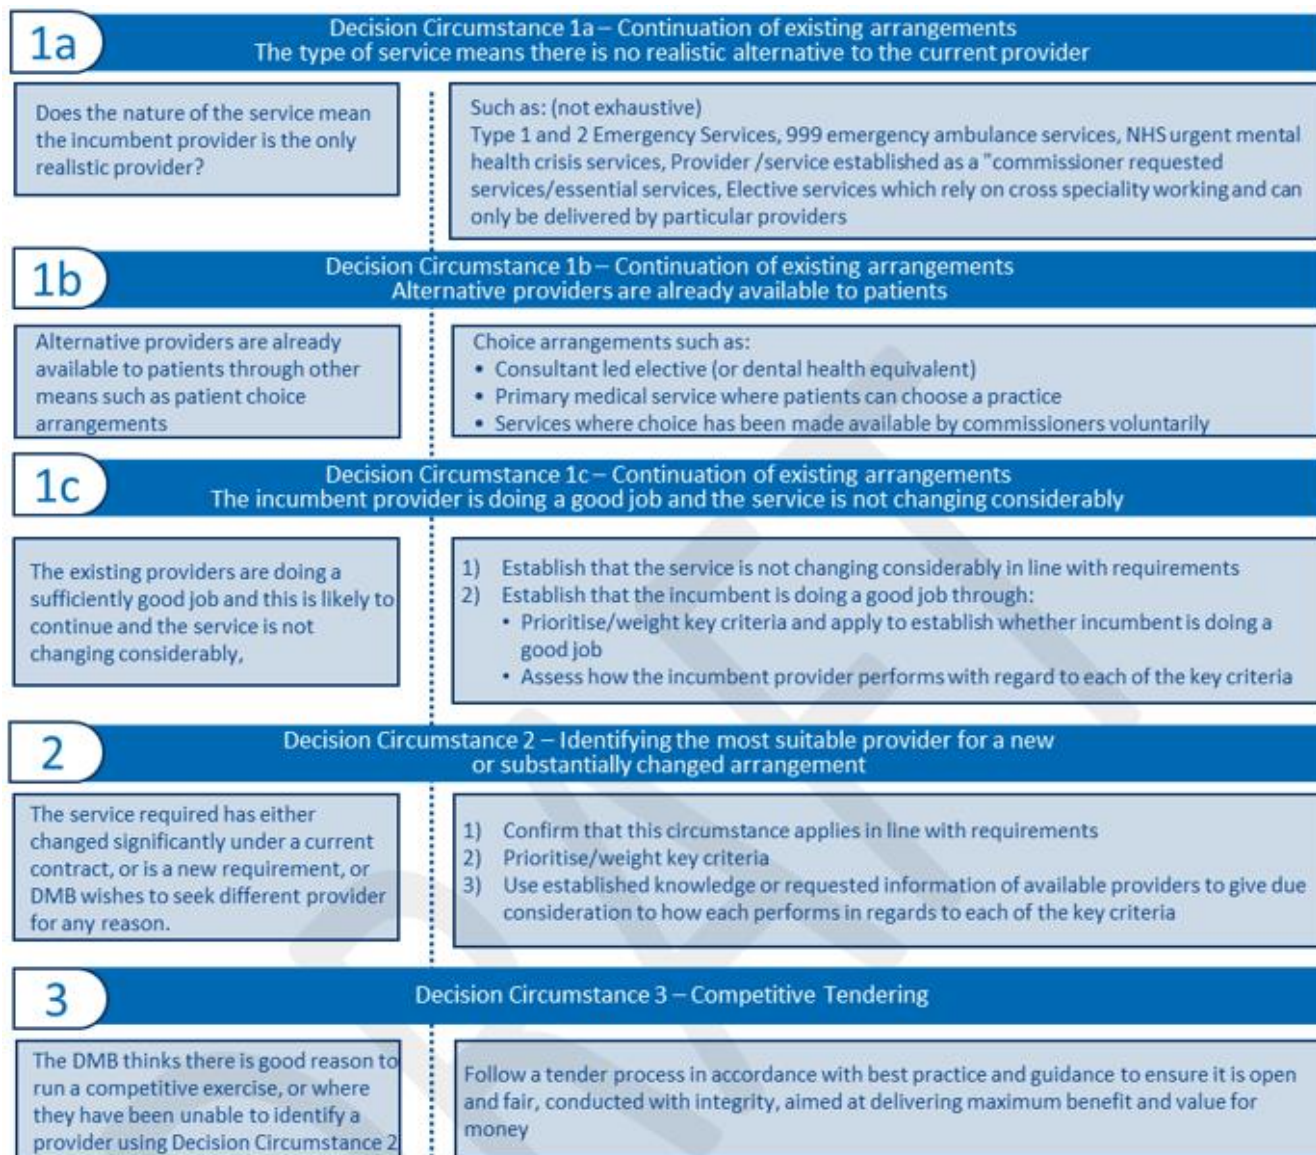 1a
Decision Circumstance 1a – Continuation of existing arrangements
The type of service means there is no realistic alternative to the current provider
Does the nature of the service mean
the incumbent provider is the only
realistic provider?
Such as: (not exhaustive)
Type 1 and 2 Emergency Services, 999 emergency ambulance services, NHS urgent mental
health crisis services, Provider /service established as a "commissioner requested
services/essential services, Elective services which rely on cross speciality working and can
only be delivered by particular providers
1b
Decision Circumstance 1b – Continuation of existing arrangements
Alternative providers are already available to patients
Alternative providers are already
available to patients through other
means such as patient choice
arrangements
Choice arrangements such as:
• Consultant led elective (or dental health equivalent)
• Primary medical service where patients can choose a practice
• Services where choice has been made available by commissioners voluntarily
1c
Decision Circumstance 1c – Continuation of existing arrangements
The incumbent provider is doing a good job and the service is not changing considerably
The existing providers are doing a
sufficiently good job and this is likely to
continue and the service is not
changing considerably,
1) Establish that the service is not changing considerably in line with requirements
2) Establish that the incumbent is doing a good job through:
• Prioritise/weight key criteria and apply to establish whether incumbent is doing a
good job
• Assess how the incumbent provider performs with regard to each of the key criteria
2
Decision Circumstance 2 – Identifying the most suitable provider for a new
or substantially changed arrangement
The service required has either
changed significantly under a current
contract, or is a new requirement, or
DMB wishes to seek different provider
for any reason.
1) Confirm that this circumstance applies in line with requirements
2) Prioritise/weight key criteria
3) Use established knowledge or requested information of available providers to give due
consideration to how each performs in regards to each of the key criteria
3
Decision Circumstance 3 – Competitive Tendering
The DMB thinks there is good reason to
run a competitive exercise, or where
they have been unable to identify a
provider using Decision Circumstance 2
Follow a tender process in accordance with best practice and guidance to ensure it is open
and fair, conducted with integrity, aimed at delivering maximum benefit and value for
money
DRAFT